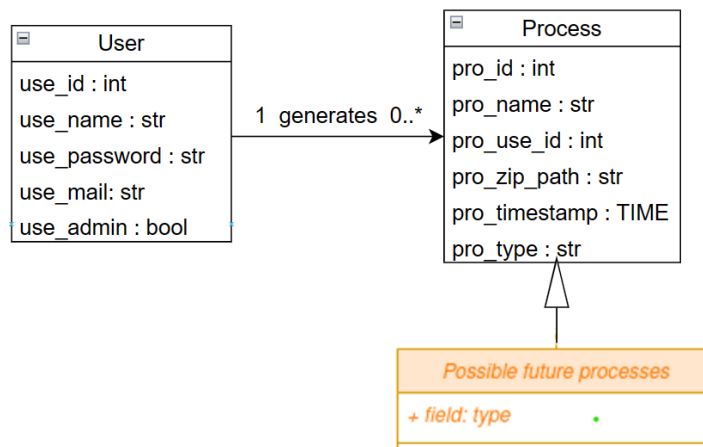 User
use_id : int
use_name : str
use_password : str
use_mail: str
use_admin : bool
1 generates 0..*
Process
pro_id : int
pro_name : str
pro_use_id : int
pro_zip_path : str
pro_timestamp : TIME
pro_type : str
Possible future processes
+ field: type